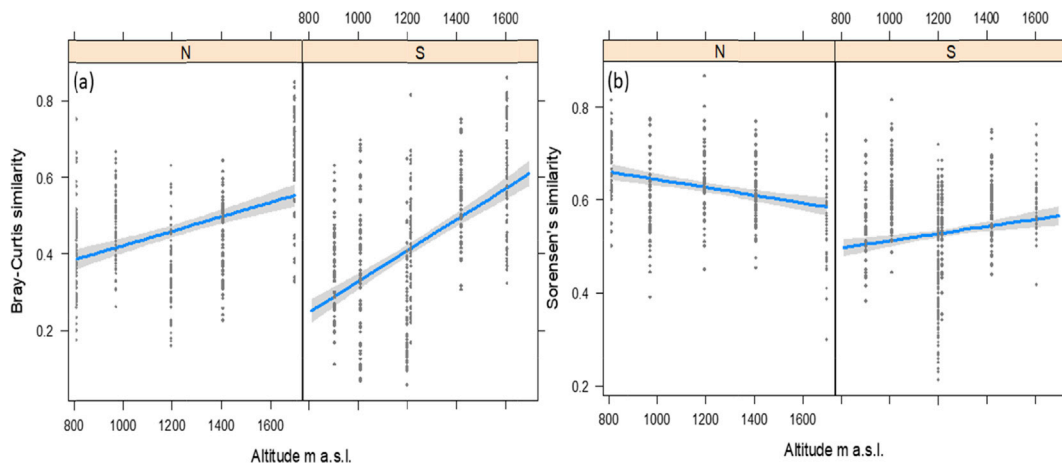 800 1000 1200 1400 1600
800 1000 1200 1400 1600
N
S
N
S
(a)
(b)
0.8
0.6
0.4
0.2
0.8
0.6
0.4
0.2
Bray-Curtis similarity
Sorensen's similarity
800 1000 1200 1400 1600
800 1000 1200 1400 1600
Altitude m a.s.l.
Altitude m a.s.l.